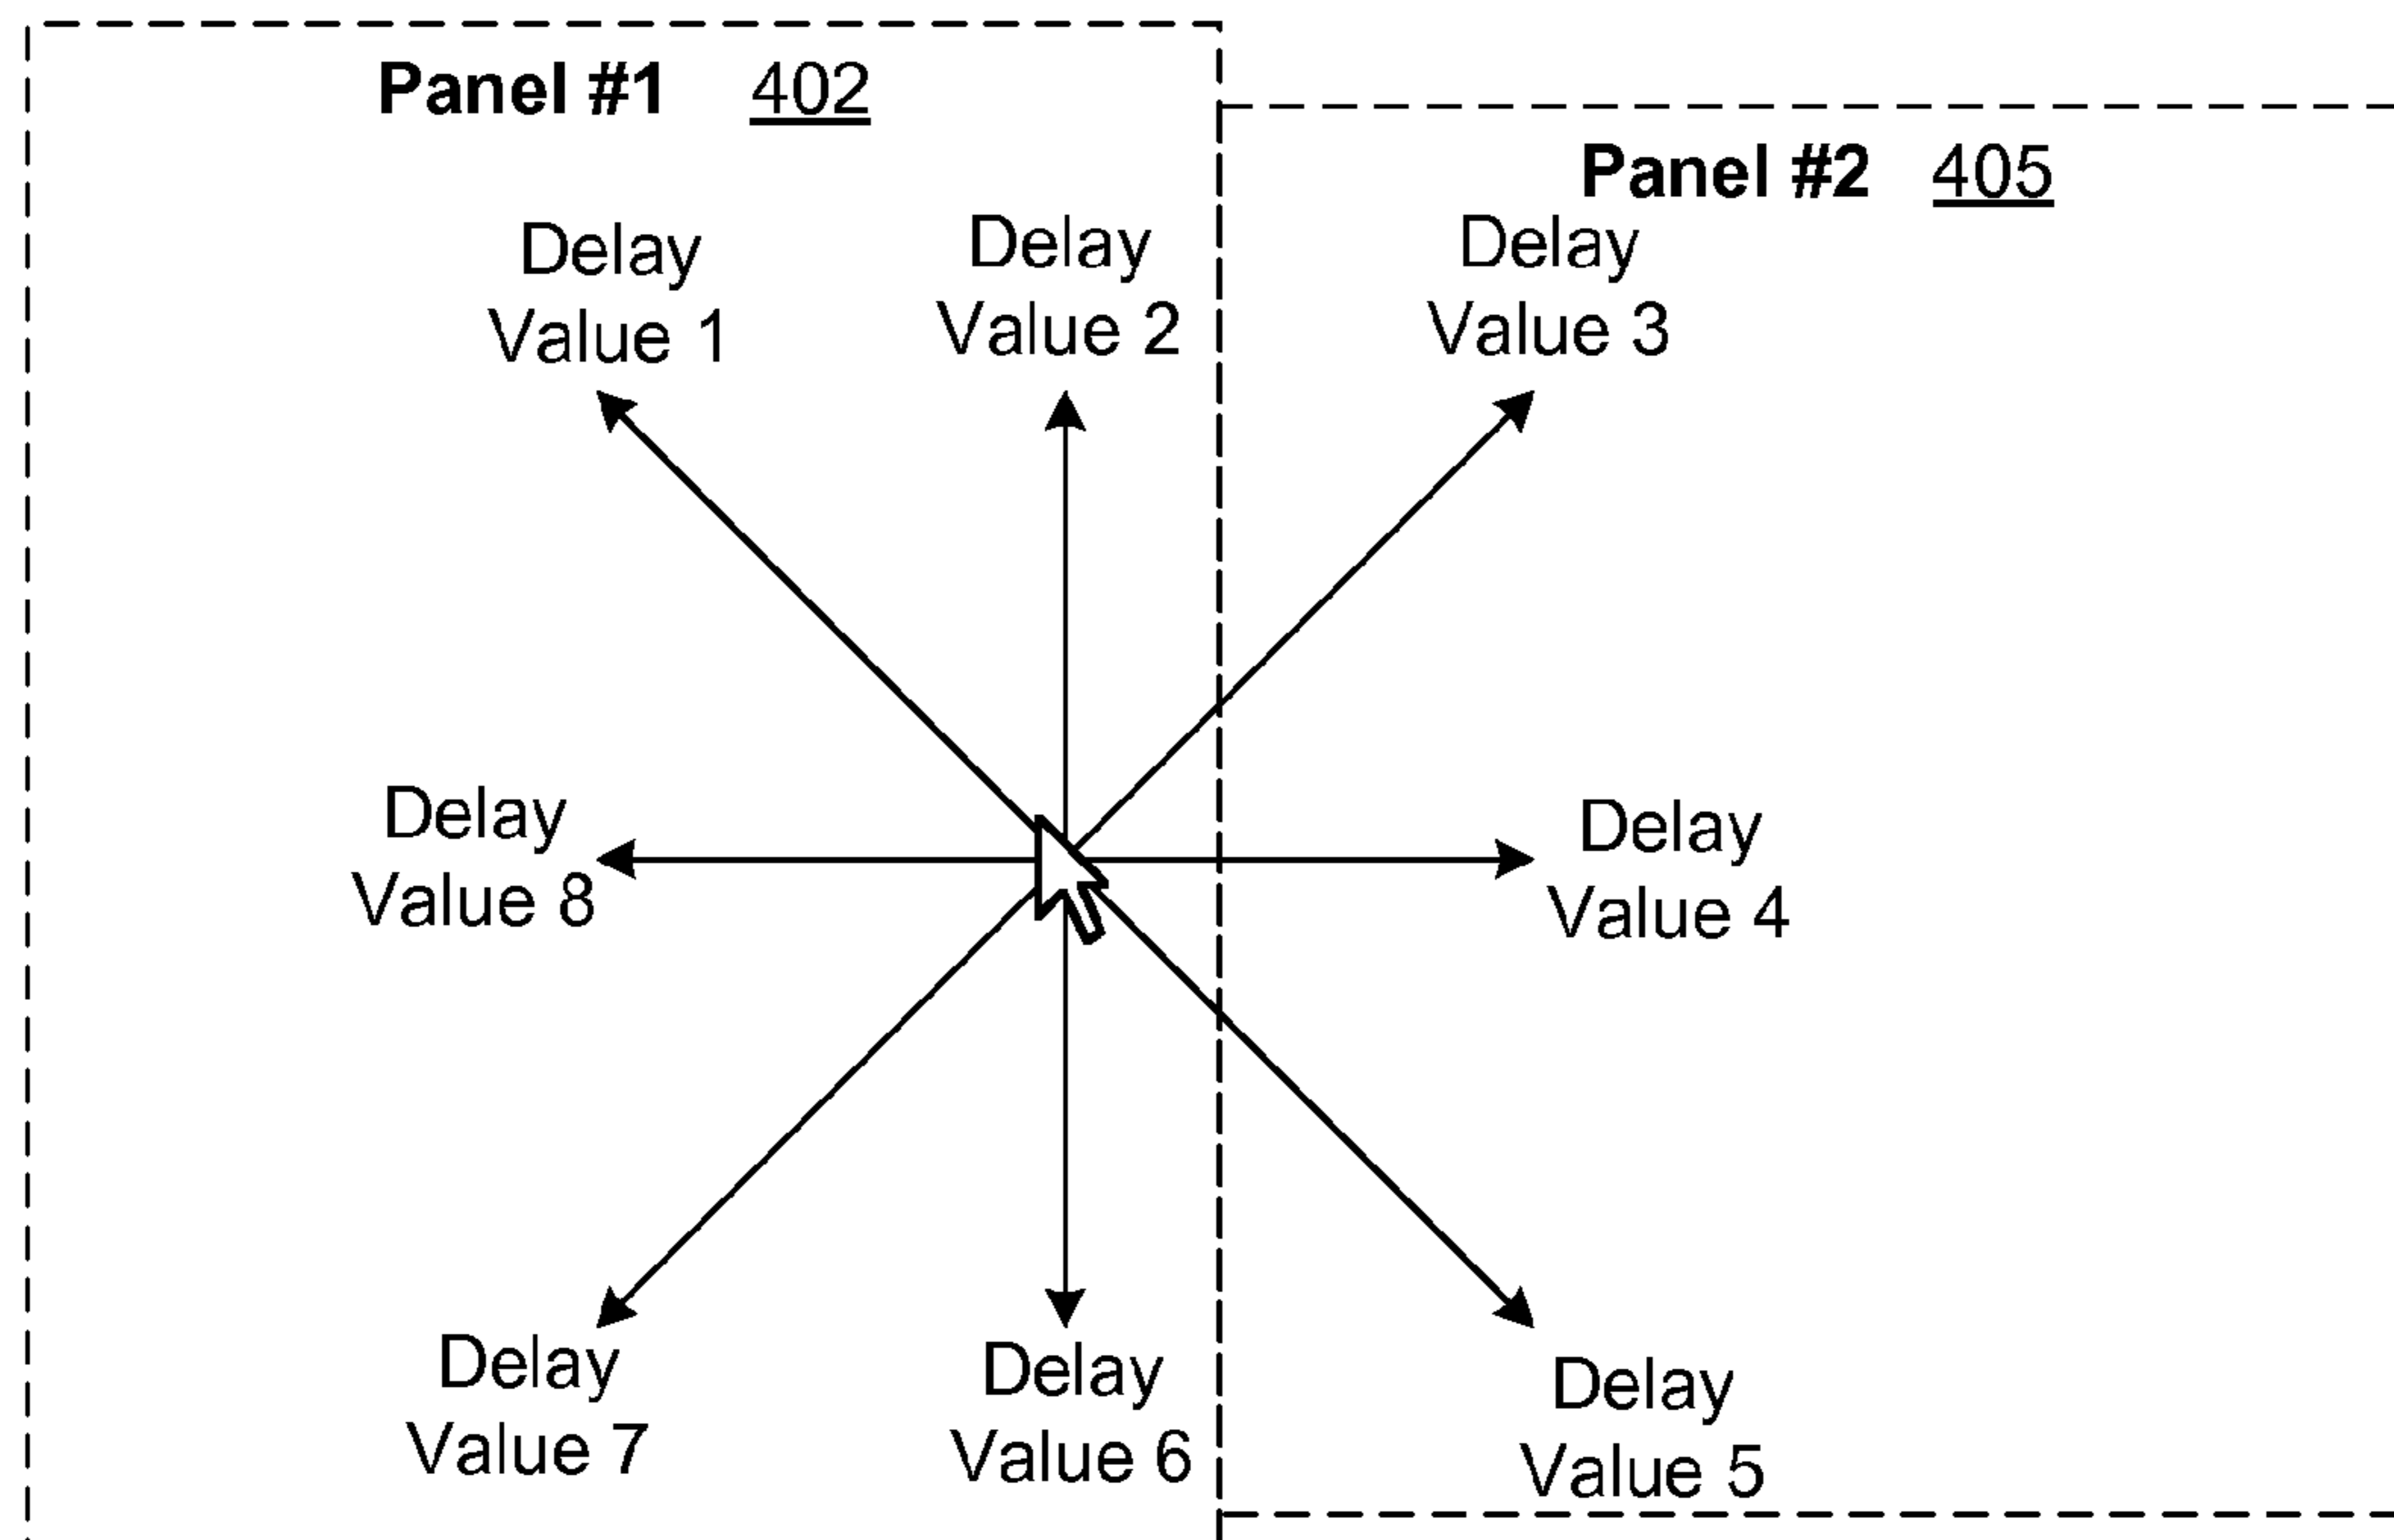 Panel #1 402
Panel #2 405
Delay
Value 1
Delay
Value 2
Delay
Value 3
Delay
Value 8
Delay
Value 4
Delay
Value 7
Delay
Value 6
Delay
Value 5